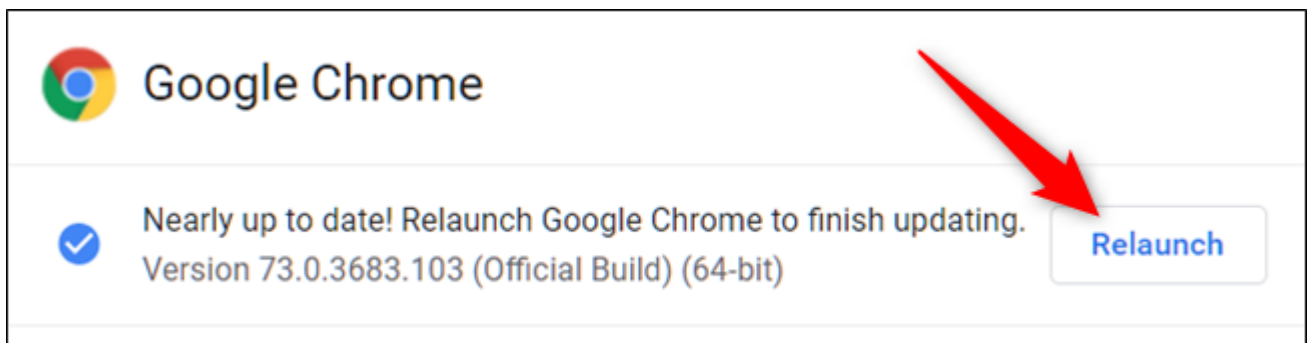 Google Chrome
Nearly up to date! Relaunch Google Chrome to finish updating.
Version 73.0.3683.103 (Official Build) (64-bit)
Relaunch